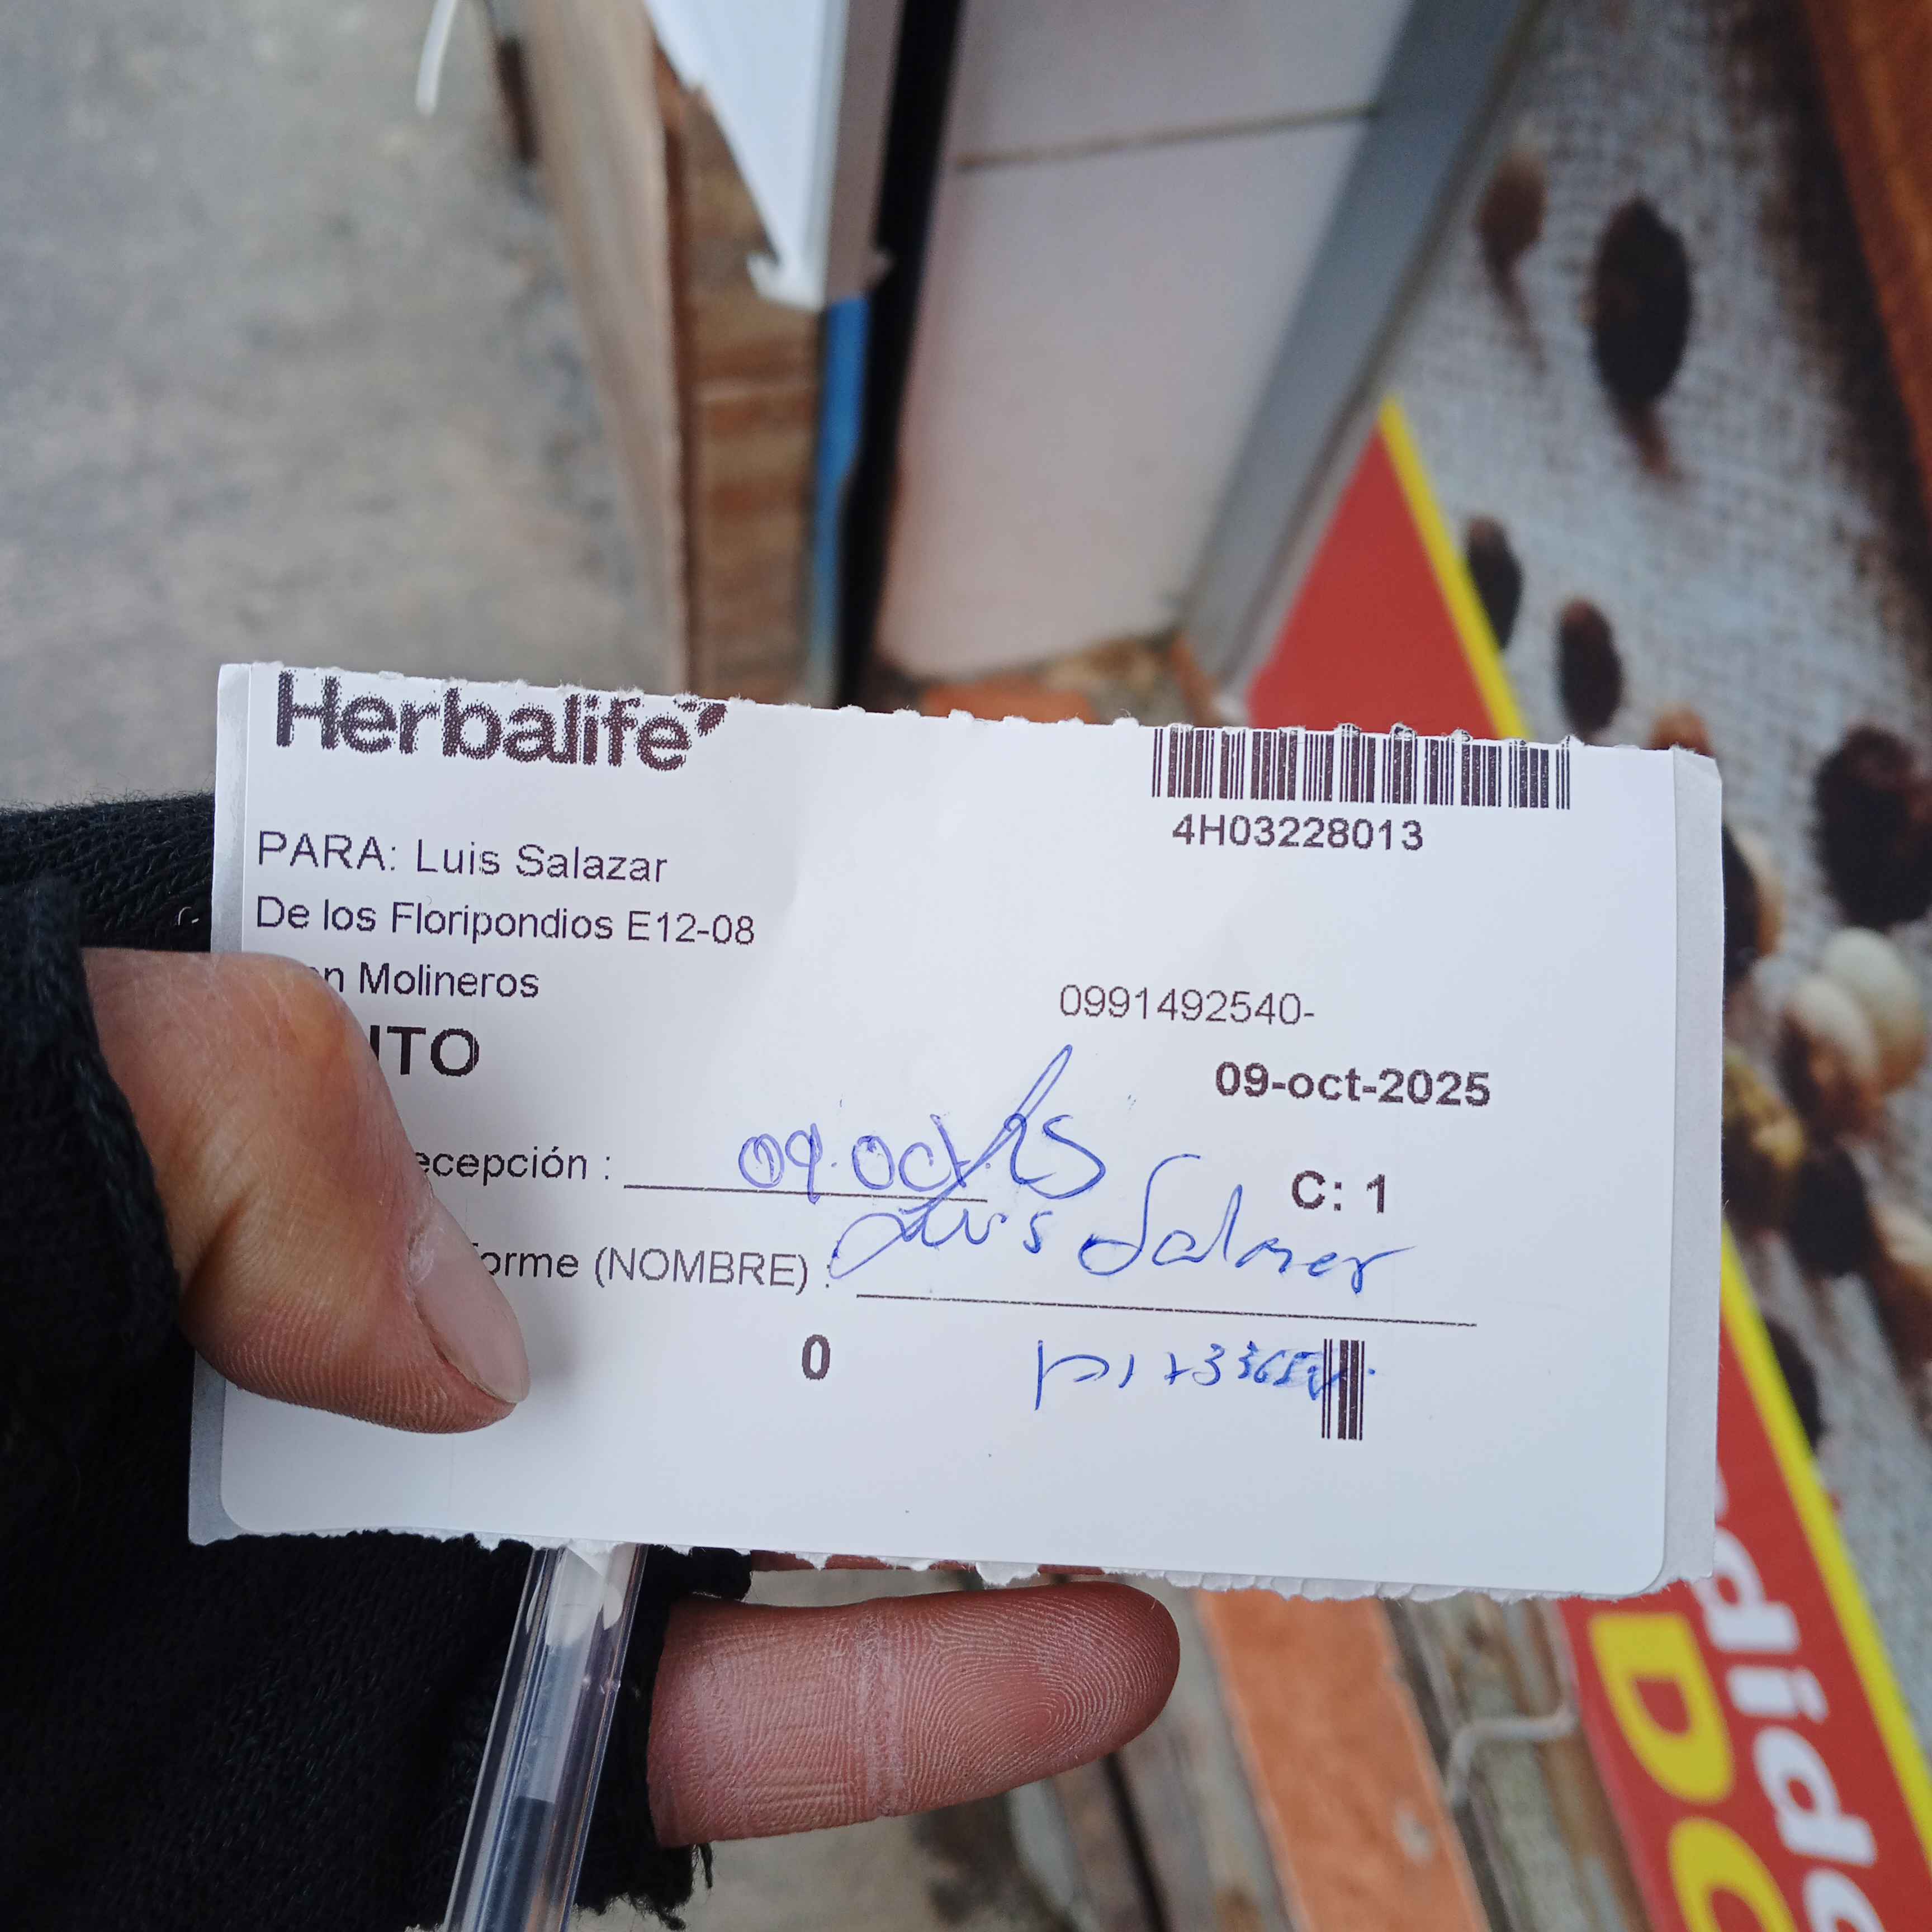 Herbalife
4H03228013
PARA: Luis Salazar
De los Floripondios E12-08
Molineros
0991492540-
09-oct-2025
ecepción : 09.Oct.25
C: 1
orme (NOMBRE) : Luis Salazar
0